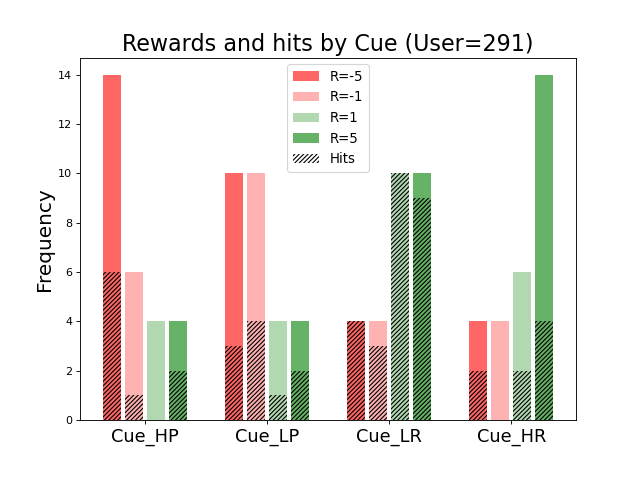 Rewards and hits by Cue (User=291)
R=-5
R=-1
R=1
R=5
Hits
Frequency
14
12
10
8
6
4
2
0
Cue_HP
Cue_LP
Cue_LR
Cue_HR